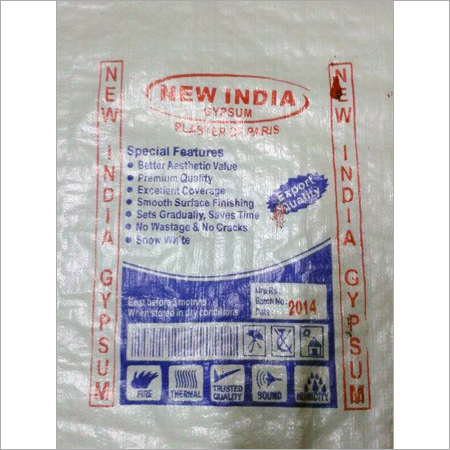 NEW INDIA
GYPSUM
PLASTER OF PARIS
NEW INDIA GYPSUM
NEW INDIA GYPSUM
Special Features
• Better Aesthetic Value
• Premium Quality
• Excellent Coverage
• Smooth Surface Finishing
• Sets Gradually, Saves Time
• No Wastage & No Cracks
• Snow White
Export
Quality
Best before 3 months
When stored in dry conditions
Mrp Rs.
Batch No.:
Date :
2014
FIRE
THERMAL
TRUSTED
QUALITY
SOUND
HUMIDITY